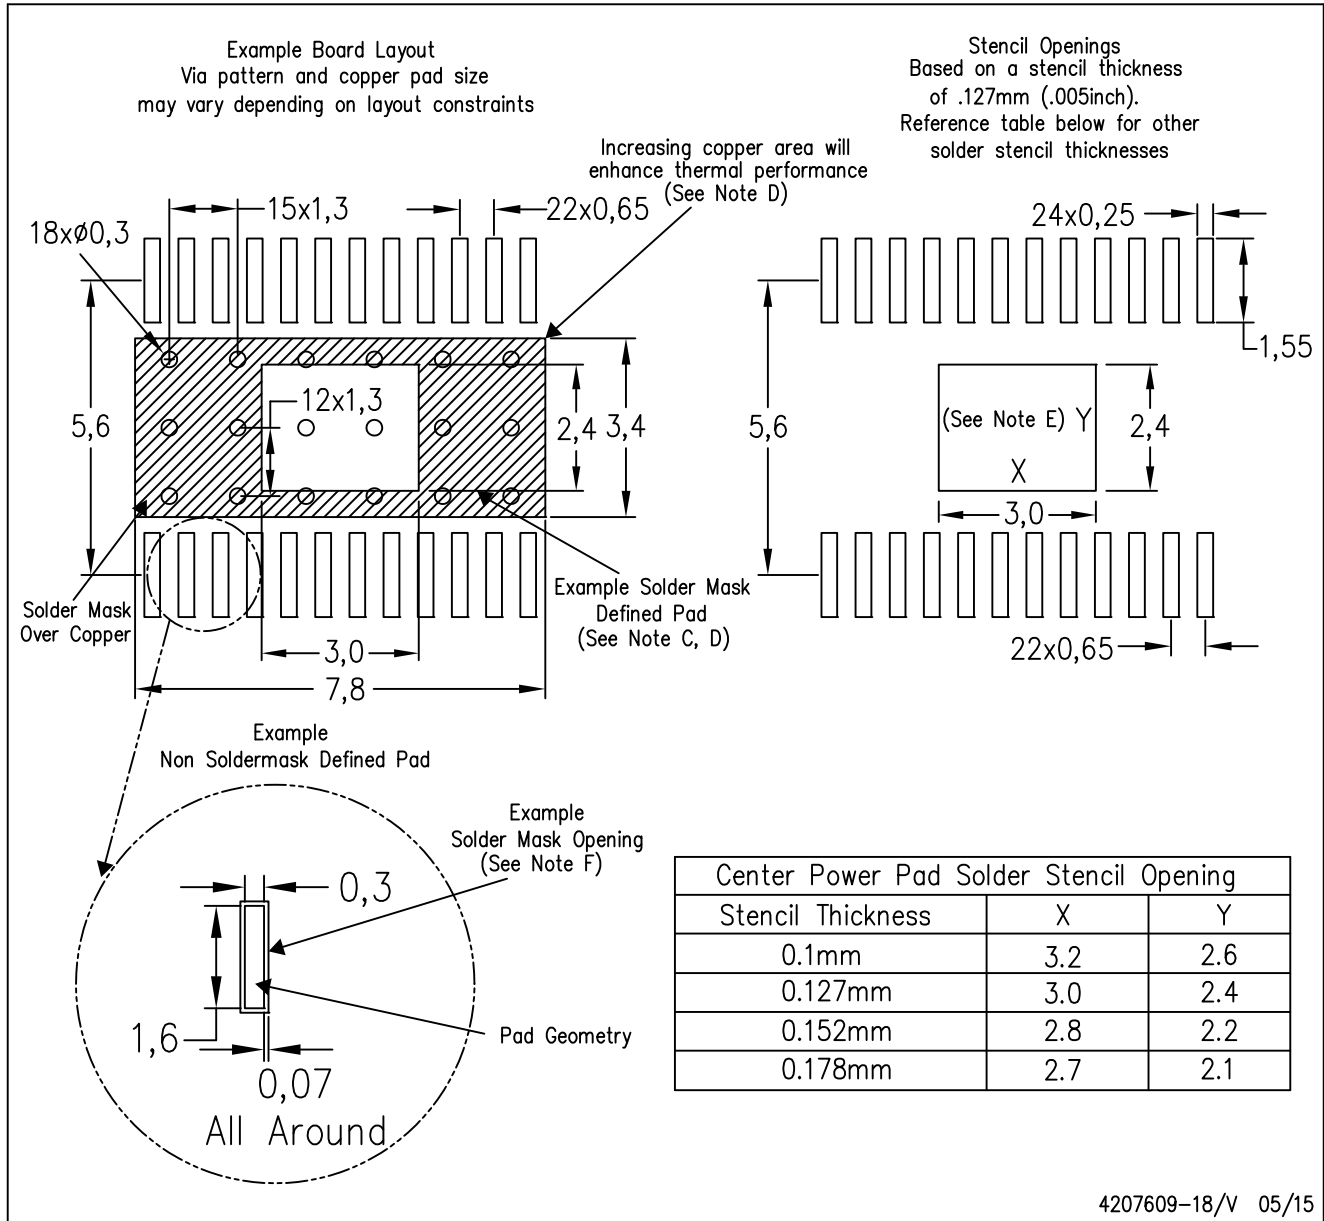 Example Board Layout
Via pattern and copper pad size
may vary depending on layout constraints
Stencil Openings
Based on a stencil thickness
of .127mm (.005inch).
Reference table below for other
solder stencil thicknesses
Increasing copper area will
enhance thermal performance
(See Note D)
18xø0,3
15x1,3
22x0,65
5,6
12x1,3
2,4
3,4
Solder Mask
Over Copper
3,0
7,8
Example Solder Mask
Defined Pad
(See Note C, D)
24x0,25
1,55
5,6
(See Note E)
Y
X
2,4
3,0
22x0,65
Example
Non Soldermask Defined Pad
Example
Solder Mask Opening
(See Note F)
0,3
1,6
Pad Geometry
0,07
All Around
Center Power Pad Solder Stencil Opening
Stencil Thickness X Y
0.1mm 3.2 2.6
0.127mm 3.0 2.4
0.152mm 2.8 2.2
0.178mm 2.7 2.1
4207609-18/V 05/15